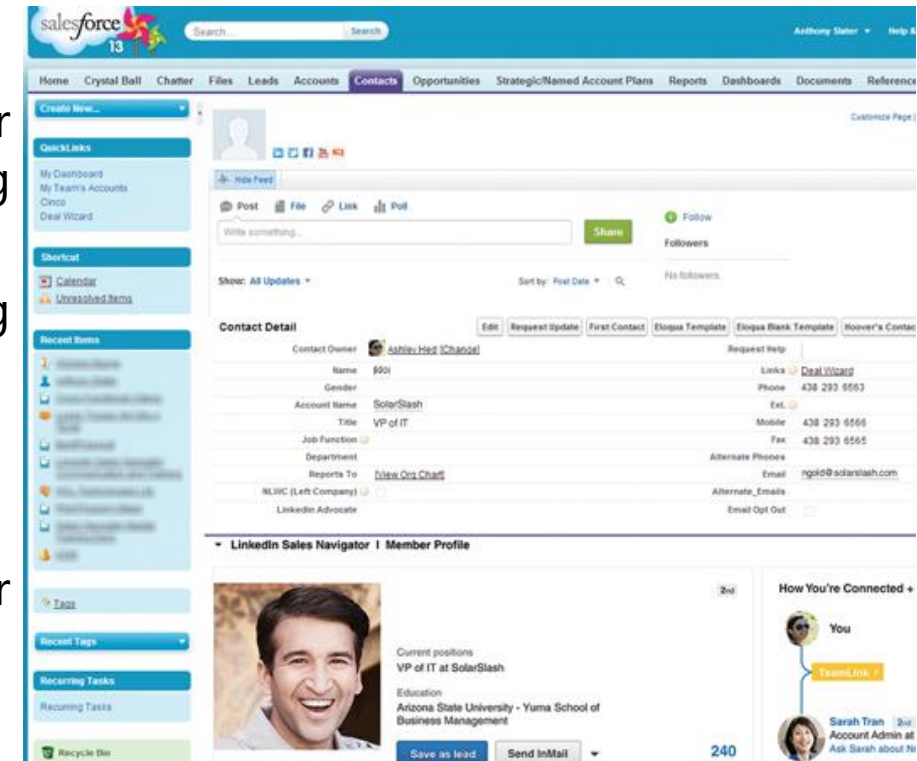 salesforce
13
Search...
Search
Anthony Slater
Help &
Home Crystal Ball Chatter Files Leads Accounts Contacts Opportunities Strategic/Named Account Plans Reports Dashboards Documents Reference
Create New...
Customize Page |
QuickLinks
My Dashboard
My Team's Accounts
Cinco
Deal Wizard
Hide Feed
Post File Link Poll
Write something...
Share
Follow
Followers
No followers.
Shortcut
Calendar
Unresolved Items
Show: All Updates
Sort by: Post Date
Recent Items
Contact Detail
Edit Request Update First Contact Eloqua Template Eloqua Blank Template Hoover's Contac
Contact Owner Ashley Hed [Change]
Request Help
Name
Links Deal Wizard
Gender
Phone 438 293 6563
Account Name SolarSlash
Ext.
Title VP of IT
Mobile 438 293 6566
Job Function
Fax 438 293 6565
Department
Alternate Phones
Reports To [View Org Chart]
Email ngold@solarslash.com
NLIWC (Left Company)
Alternate_Emails
LinkedIn Advocate
Email Opt Out
LinkedIn Sales Navigator | Member Profile
Tags
Recent Tags
Recurring Tasks
Recurring Tasks
Recycle Bin
2nd
Current positions
VP of IT at SolarSlash
Education
Arizona State University - Yuma School of
Business Management
Save as lead
Send InMail
240
How You're Connected +
You
TeamLink >
Sarah Tran 2nd
Account Admin at
Ask Sarah about
r
g
g
r